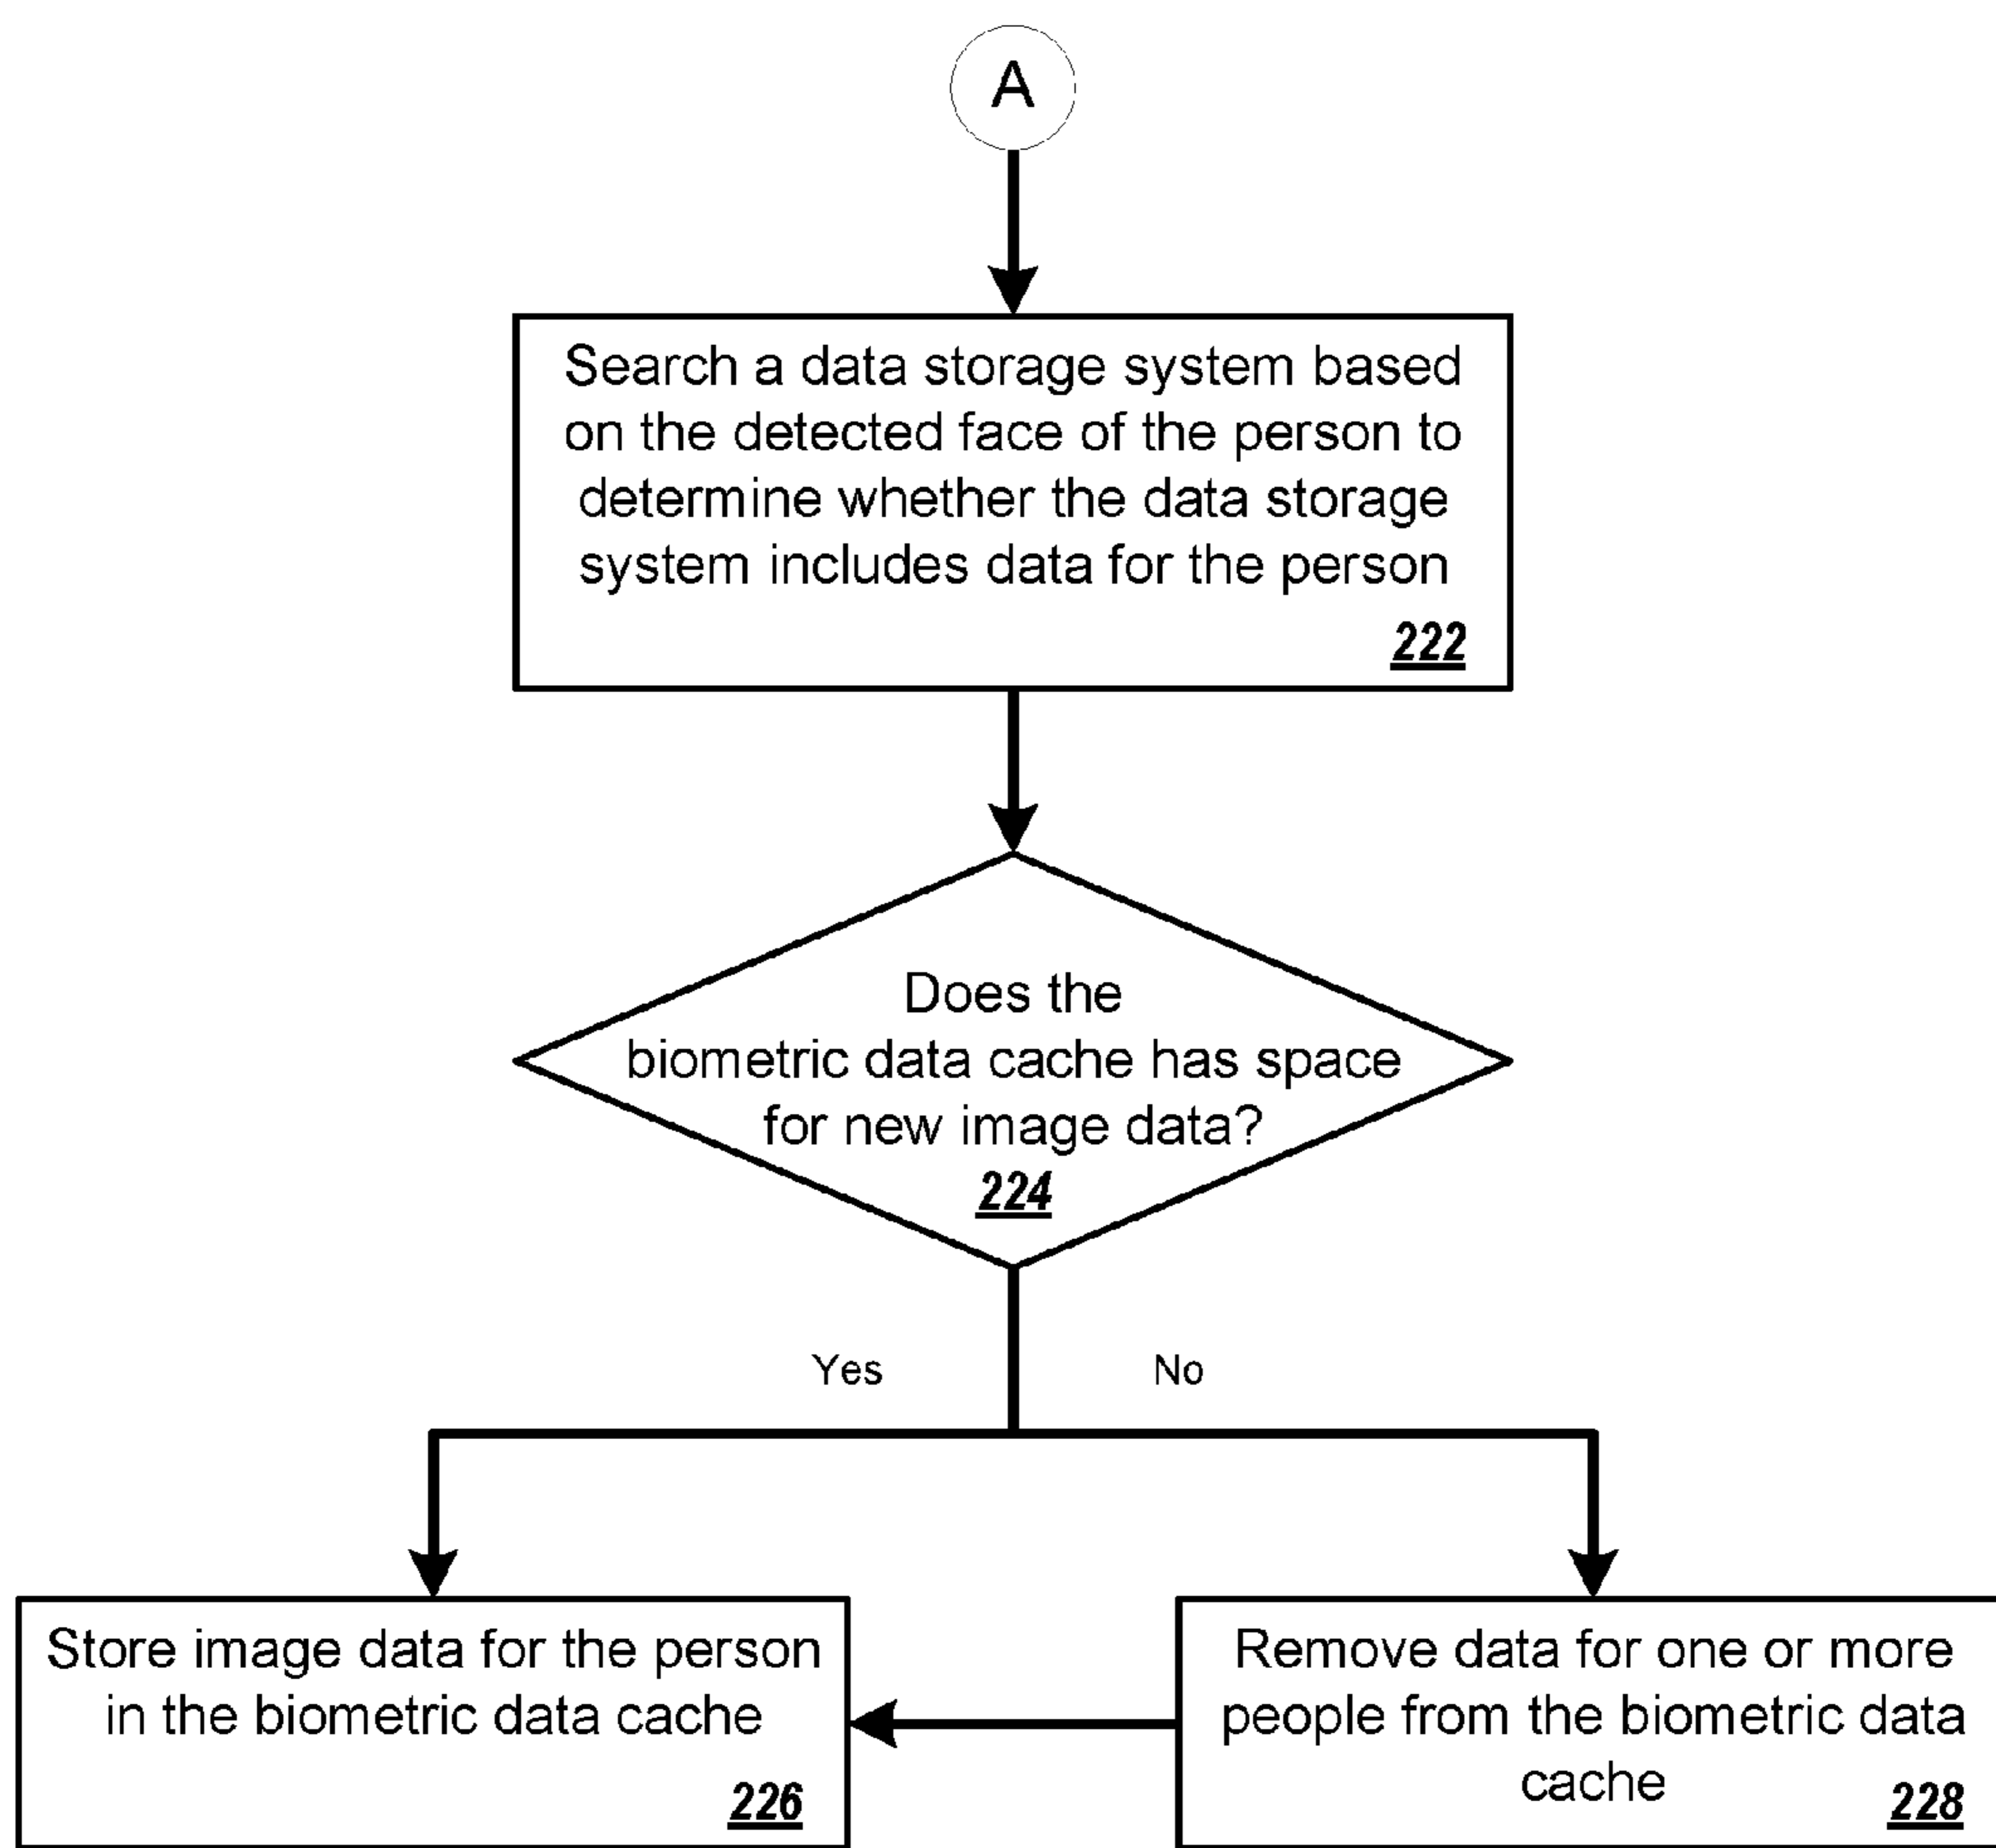 A
Search a data storage system based
on the detected face of the person to
determine whether the data storage
system includes data for the person
222
Does the
biometric data cache has space
for new image data?
224
Yes
No
Store image data for the person
in the biometric data cache
226
Remove data for one or more
people from the biometric data
cache
228